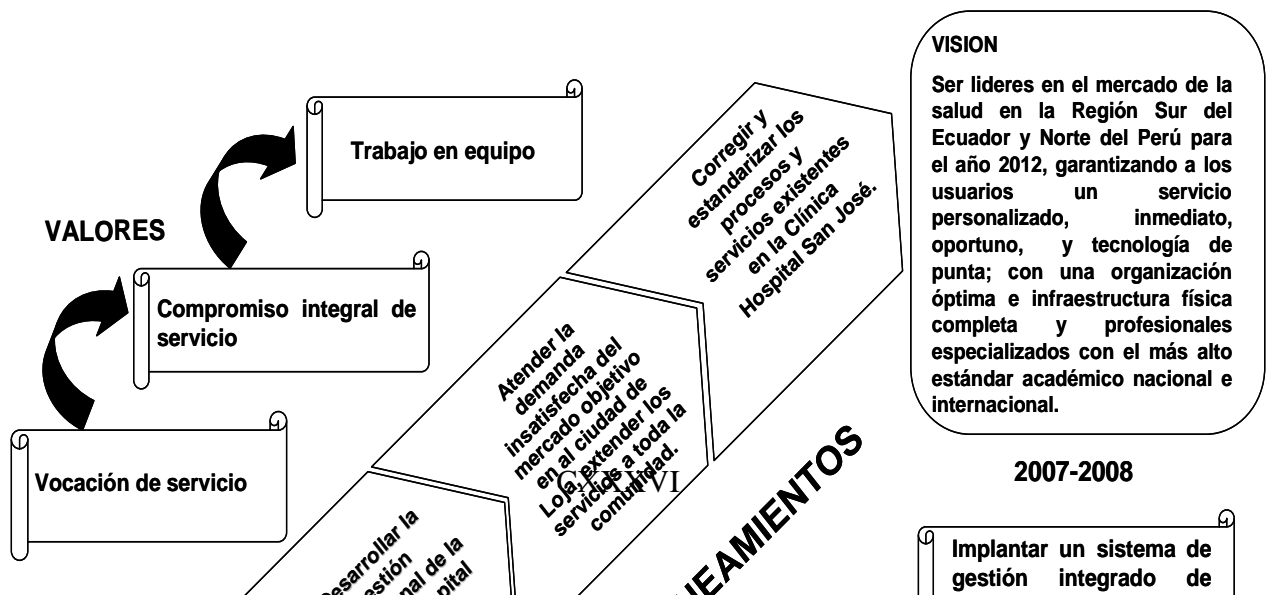 VISION
Ser lideres en el mercado de la
salud en la Región Sur del
Ecuador y Norte del Perú para
el año 2012, garantizando a los
usuarios un servicio
personalizado, inmediato,
oportuno, y tecnología de
punta; con una organización
óptima e infraestructura física
completa y profesionales
especializados con el más alto
estándar académico nacional e
internacional.
2007-2008
Implantar un sistema de
gestión integrado de
Trabajo en equipo
VALORES
Compromiso integral de
servicio
Vocación de servicio
Corregir y
estandarizar los
procesos y
servicios existentes
en la Clínica
Hospital San José.
Atender la
demanda
insatisfecha del
mercado objetivo
en al ciudad de
Loja, extender los
servicios a toda la
comunidad.
CXXXVI
Desarrollar la
de la